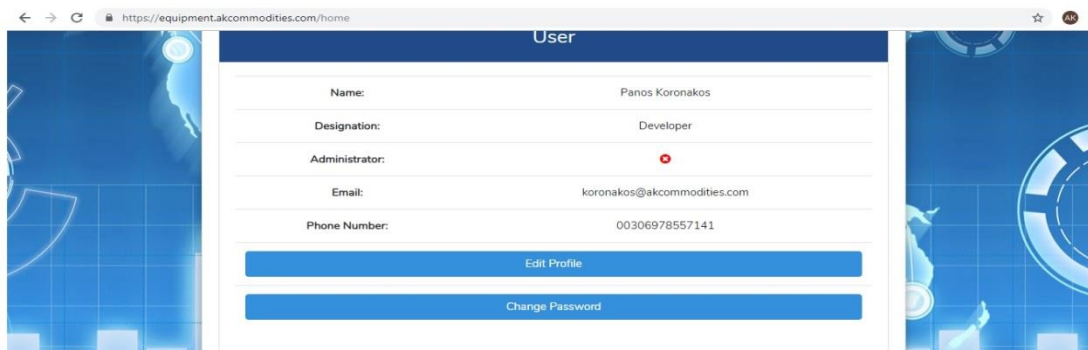 https://equipment.akcommodities.com/home
AK
User
Name: Panos Koronakos
Designation: Developer
Administrator:
Email: koronakos@akcommodities.com
Phone Number: 00306978557141
Edit Profile
Change Password